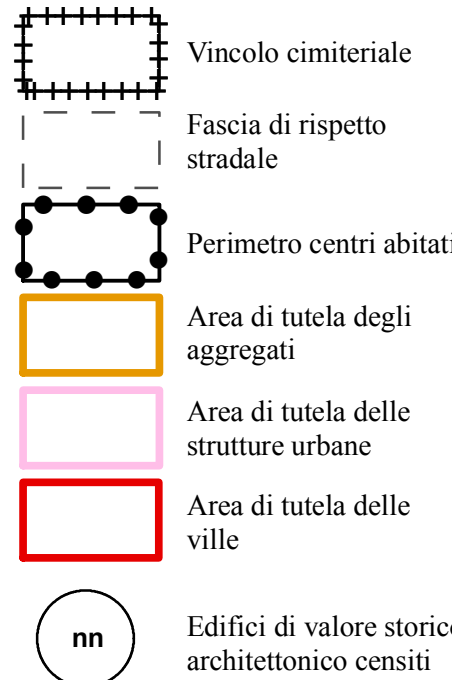 Vincolo cimiteriale
Fascia di rispetto
stradale
Perimetro centri abitati
Area di tutela degli
aggregati
Area di tutela delle
strutture urbane
Area di tutela delle
ville
nn
Edifici di valore storico
architettonico censiti